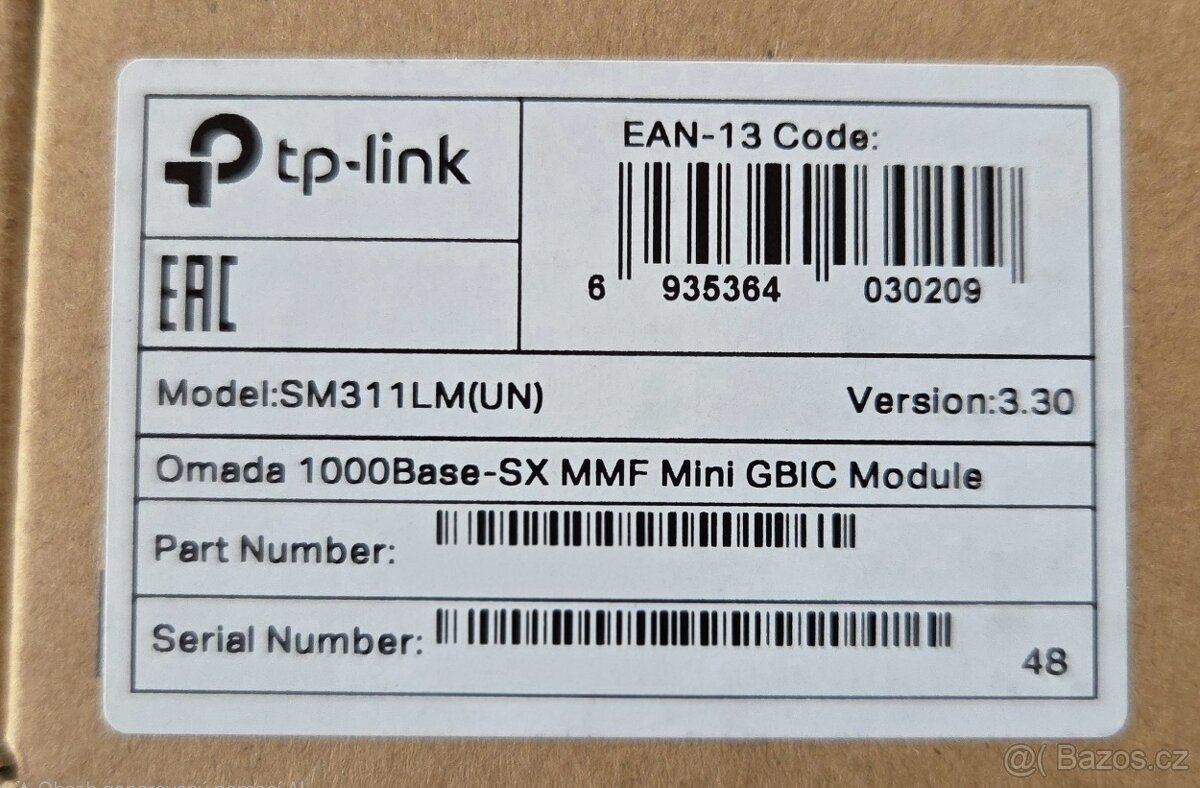 tp-link
EAN-13 Code:
6 935364 030209
EAC
Model:SM311LM(UN)
Version:3.30
Omada 1000Base-SX MMF Mini GBIC Module
Part Number:
Serial Number:
48
@( Bazos.cz